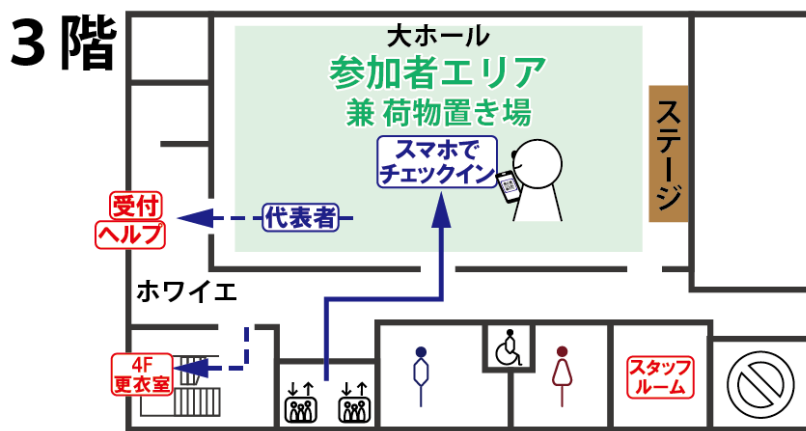 3階
大ホール
参加者エリア
兼 荷物置き場
ステージ
スマホで
チェックイン
受付
ヘルプ
代表者
ホワイエ
4F
更衣室
スタッフ
ルーム